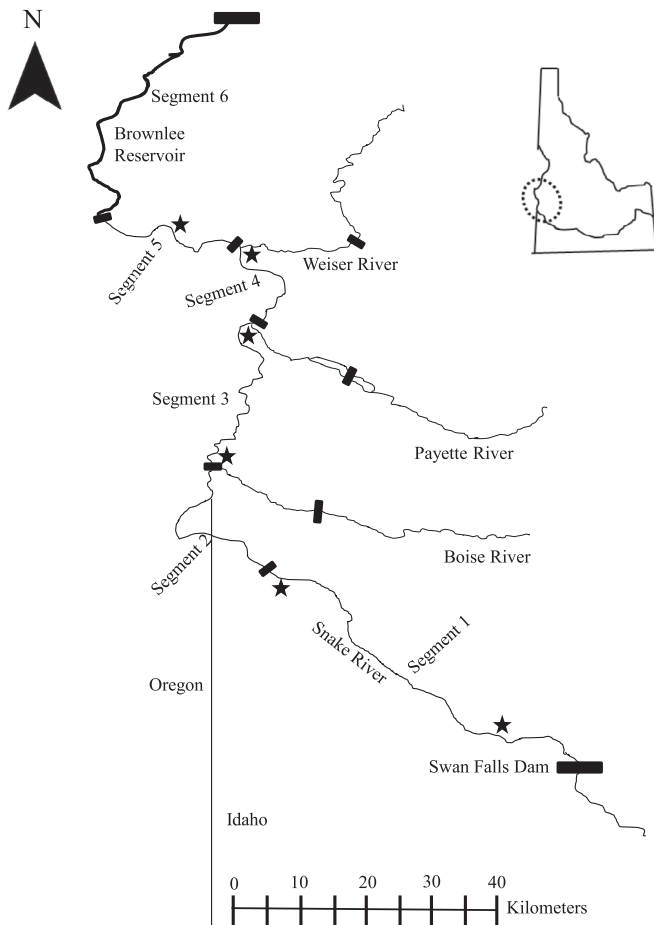 N
Segment 6
Brownlee
Reservoir
Segment 5
Weiser River
Segment 4
Segment 3
Payette River
Segment 2
Boise River
Snake River
Segment 1
Oregon
Swan Falls Dam
Idaho
0 10 20 30 40
Kilometers